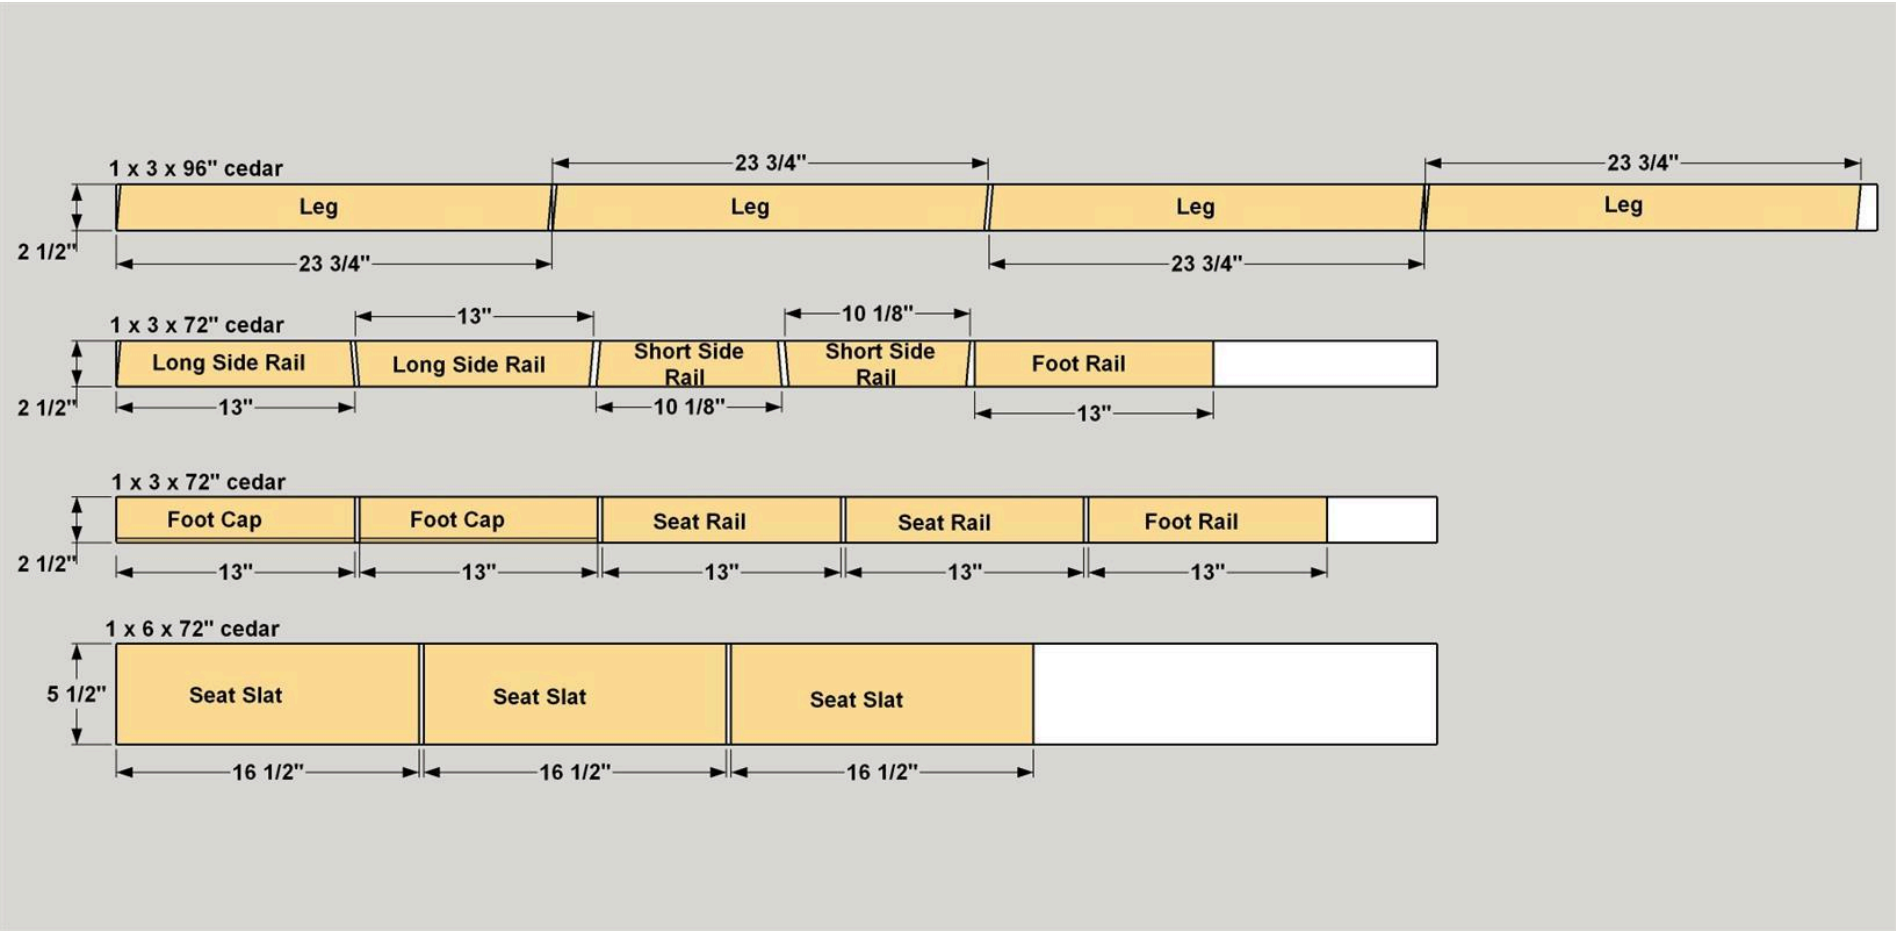 23 3/4" 23 3/4"
1 x 3 x 96" cedar
Leg Leg Leg Leg
2 1/2"
23 3/4" 23 3/4"
13" 10 1/8"
1 x 3 x 72" cedar
Long Side Rail Long Side Rail Short Side Rail Short Side Rail Foot Rail
2 1/2"
13" 10 1/8" 13"
1 x 3 x 72" cedar
Foot Cap Foot Cap Seat Rail Seat Rail Foot Rail
2 1/2"
13" 13" 13" 13" 13"
1 x 6 x 72" cedar
5 1/2"
Seat Slat Seat Slat Seat Slat
16 1/2" 16 1/2" 16 1/2"